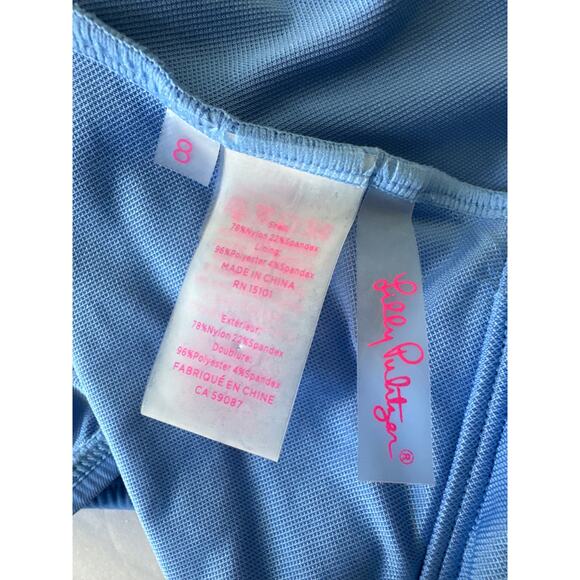 8
Shell:
78%Nylon 22%Spandex
Lining:
96%Polyester 4%Spandex
MADE IN CHINA
RN 15101
Extérieur:
78%Nylon 22%Spandex
Doublure:
96%Polyester 4%Spandex
FABRIQUÉ EN CHINE
CA 59087
Lilly Pulitzer®